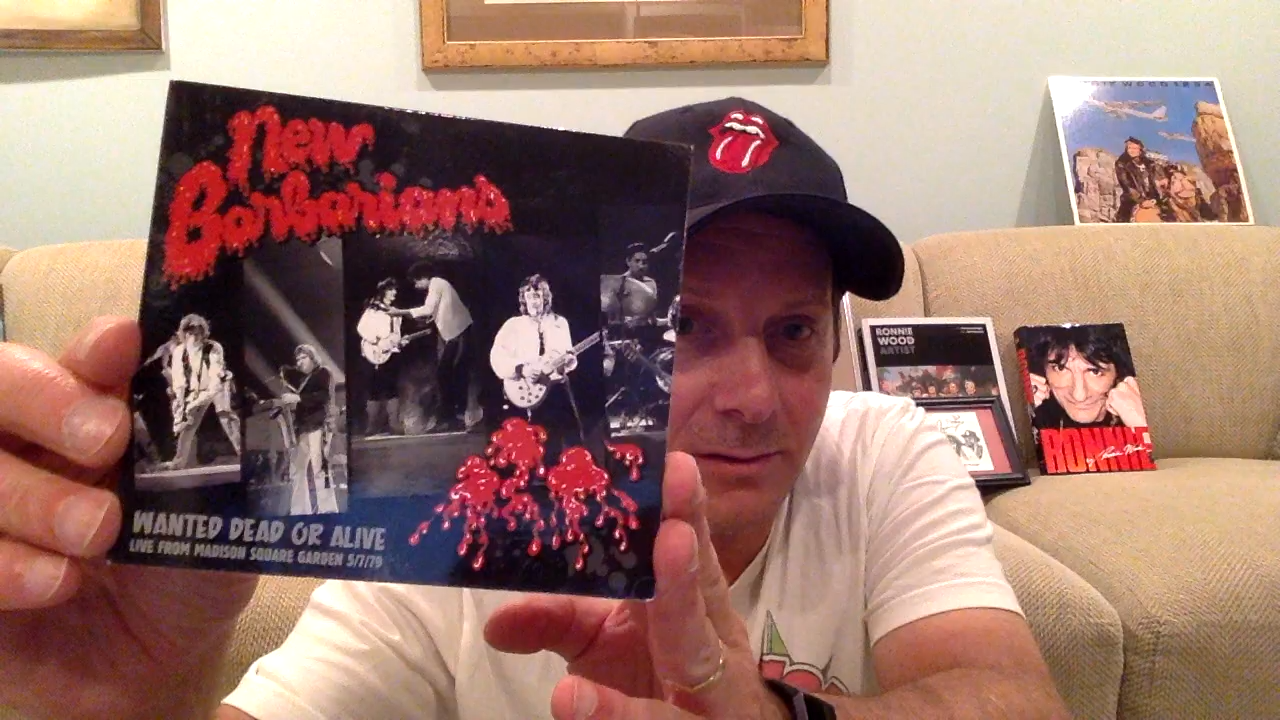 New
Barbarians
WANTED DEAD OR ALIVE
LIVE FROM MADISON SQUARE GARDEN 5/7/79
RONNIE
WOOD
ARTIST
RONNIE